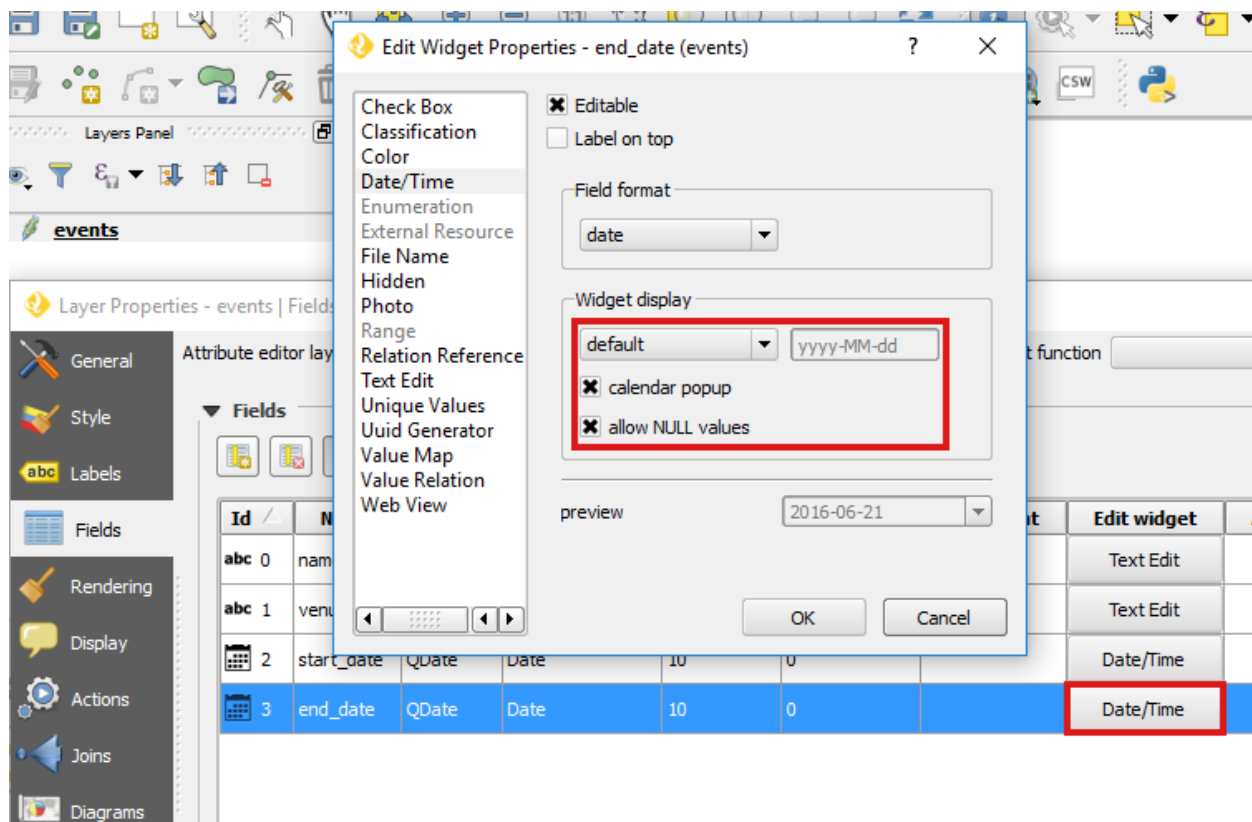 Edit Widget Properties - end_date (events)
?
CSW
Layers Panel
events
Check Box
Classification
Color
Date/Time
Enumeration
External Resource
File Name
Hidden
Photo
Range
Relation Reference
Text Edit
Unique Values
Uuid Generator
Value Map
Value Relation
Web View
Editable
Label on top
Field format
date
Widget display
default
yyyy-MM-dd
calendar popup
allow NULL values
preview
2016-06-21
OK
Cancel
Layer Properties - events | Fields
General
Style
abc Labels
Fields
Rendering
Display
Actions
Joins
Diagrams
Attribute editor lay
t function
Fields
Id N t Edit widget
abc 0 nam Text Edit
abc 1 venu Text Edit
2 start_date QDate Date 10 0 Date/Time
3 end_date QDate Date 10 0 Date/Time